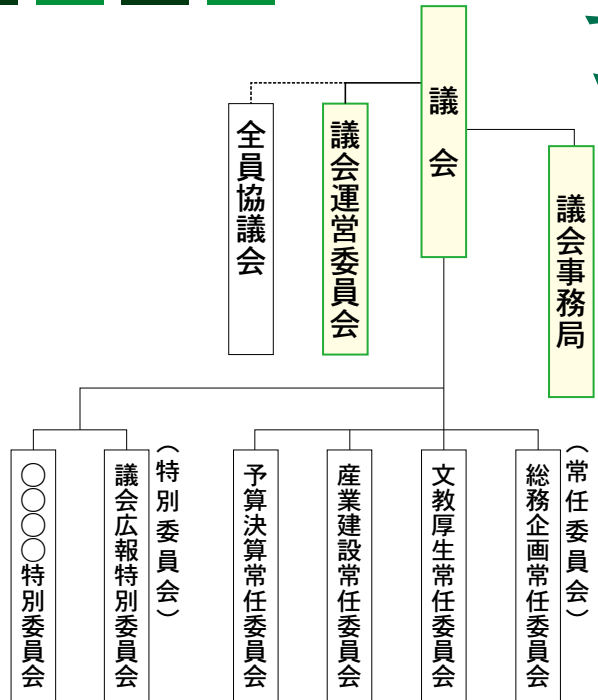 議会
議会事務局
議会運営委員会
全員協議会
（常任委員会）
総務企画常任委員会
文教厚生常任委員会
産業建設常任委員会
予算決算常任委員会
（特別委員会）
議会広報特別委員会
○○○○特別委員会